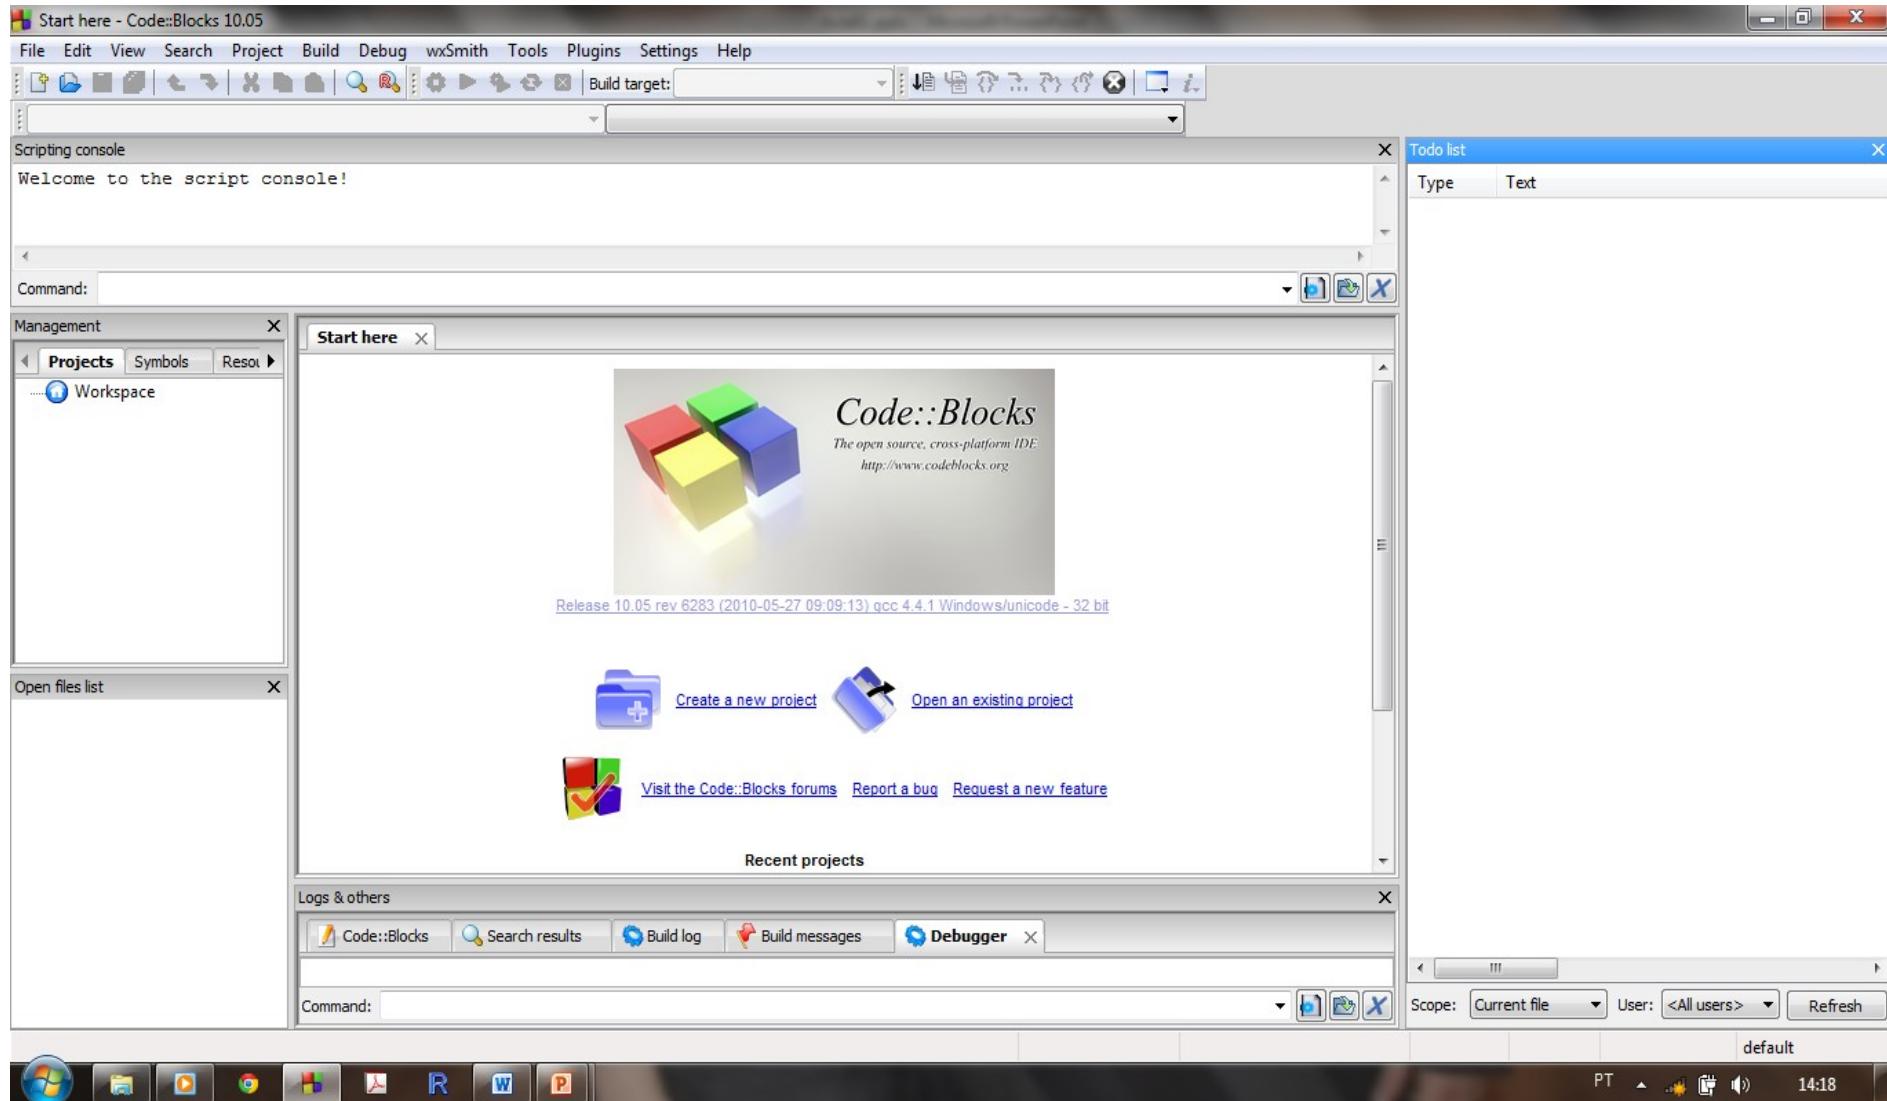 Start here - Code::Blocks 10.05
File Edit View Search Project Build Debug wxSmith Tools Plugins Settings Help
Build target:
Scripting console
Todo list
Welcome to the script console!
Type Text
Command:
Management
Start here
Projects Symbols Resou
Workspace
Code::Blocks
The open source, cross-platform IDE
http://www.codeblocks.org
Release 10.05 rev 6283 (2010-05-27 09:09:13) gcc 4.4.1 Windows/unicode - 32 bit
Open files list
Create a new project Open an existing project
Visit the Code::Blocks forums Report a bug Request a new feature
Recent projects
Logs & others
Code::Blocks Search results Build log Build messages Debugger
Command:
Scope: Current file User: <All users> Refresh
default
PT 14:18